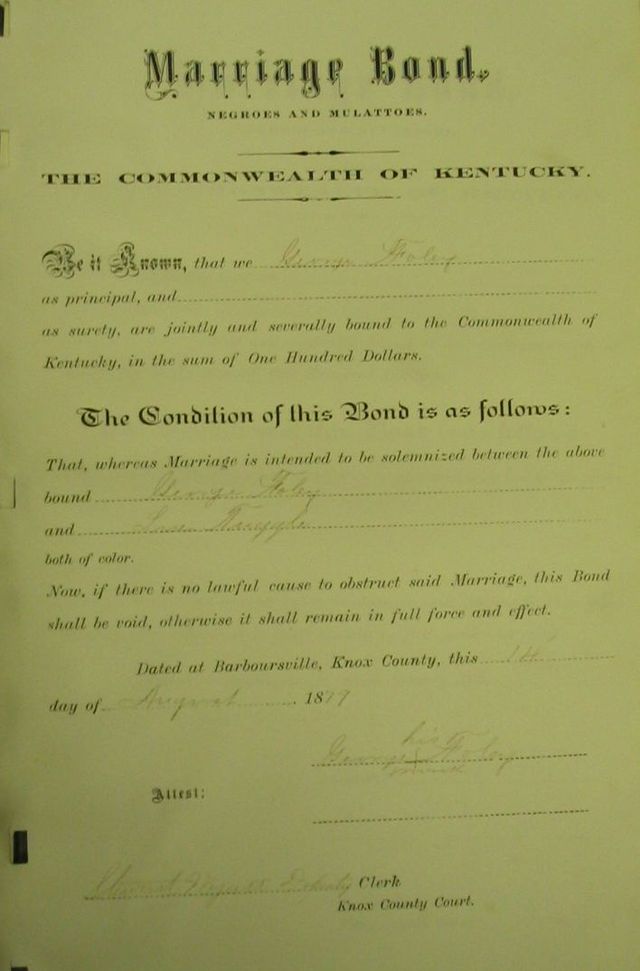 Marriage Bond.
NEGROES AND MULATTOES.
THE COMMONWEALTH OF KENTUCKY.
Be it Known, that we George Foley
as principal, and
as surety, are jointly and severally bound to the Commonwealth of
Kentucky, in the sum of One Hundred Dollars.
The Condition of this Bond is as follows:
That, whereas Marriage is intended to be solemnized between the above
bound George Foley
and
both of color.
Now, if there is no lawful cause to obstruct said Marriage, this Bond
shall be void, otherwise it shall remain in full force and effect.
Dated at Barboursville, Knox County, this 14
day of August 1879
his
George Foley
mark
Attest:
Clerk
Knox County Court.